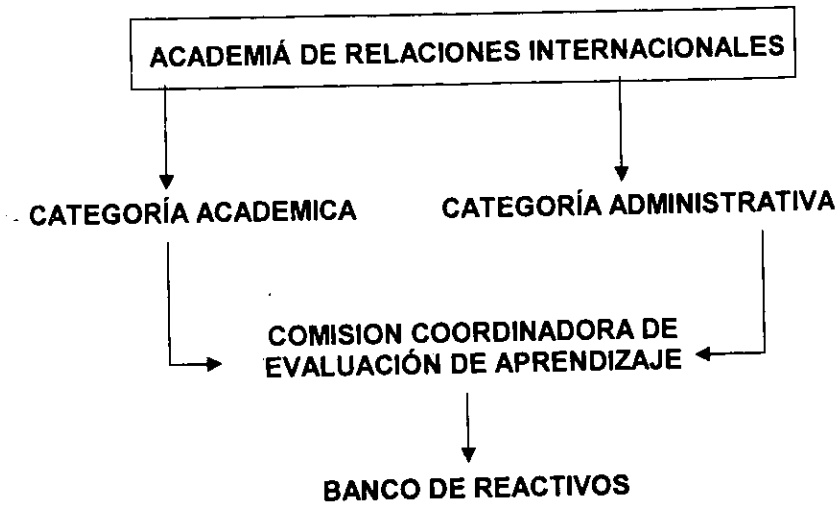 ACADEMIÁ DE RELACIONES INTERNACIONALES
CATEGORÍA ACADEMICA
CATEGORÍA ADMINISTRATIVA
COMISION COORDINADORA DE
EVALUACIÓN DE APRENDIZAJE
BANCO DE REACTIVOS